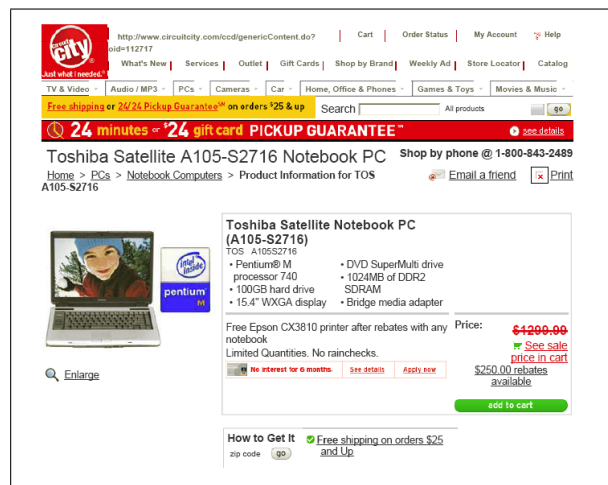 circuit city
Just what i needed.
http://www.circuitcity.com/ccd/genericContent.do?
oid=112717
Cart | Order Status | My Account | Help
What's New | Services | Outlet | Gift Cards | Shop by Brand | Weekly Ad | Store Locator | Catalog
TV & Video Audio / MP3 PCs Cameras Car Home, Office & Phones Games & Toys Movies & Music
Free shipping or 24/24 Pickup Guarantee℠ on orders $25 & up Search All products go
24 minutes or $24 gift card PICKUP GUARANTEE℠ see details
Toshiba Satellite A105-S2716 Notebook PC
Shop by phone @ 1-800-843-2489
Home > PCs > Notebook Computers > Product Information for TOS
A105-S2716
Email a friend Print
intel inside
pentium M
Enlarge
Toshiba Satellite Notebook PC
(A105-S2716)
TOS A105S2716
• Pentium® M
processor 740
• 100GB hard drive
• 15.4" WXGA display
• DVD SuperMulti drive
• 1024MB of DDR2
SDRAM
• Bridge media adapter
Free Epson CX3810 printer after rebates with any
notebook
Limited Quantities. No rainchecks.
No interest for 6 months. See details Apply now
Price:
$1299.99
See sale
price in cart
$250.00 rebates
available
add to cart
How to Get It
zip code go
Free shipping on orders $25
and Up